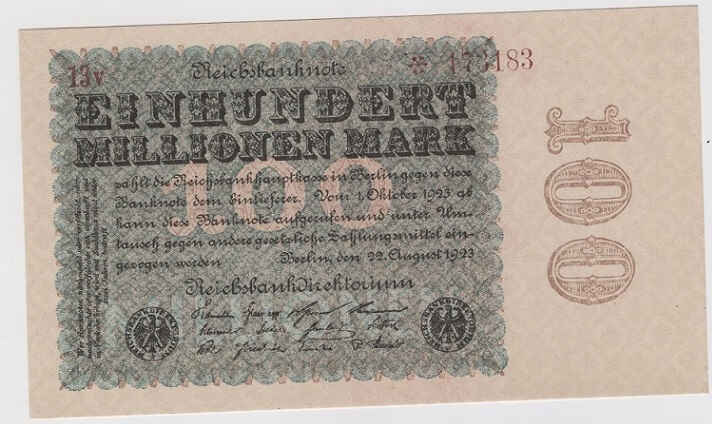 13v
Reichsbanknote
* 173183
EINHUNDERT
MILLIONEN MARK
zahlt die Reichsbankhauptkasse in Berlin gegen diese
Banknote dem Einlieferer. Vom 1. Oktober 1923 ab
kann diese Banknote aufgerufen und unter Um-
tausch gegen andere gesetzliche Zahlungsmittel ein-
gezogen werden
Berlin, den 22. August 1923
Reichsbankdirektorium
100
100